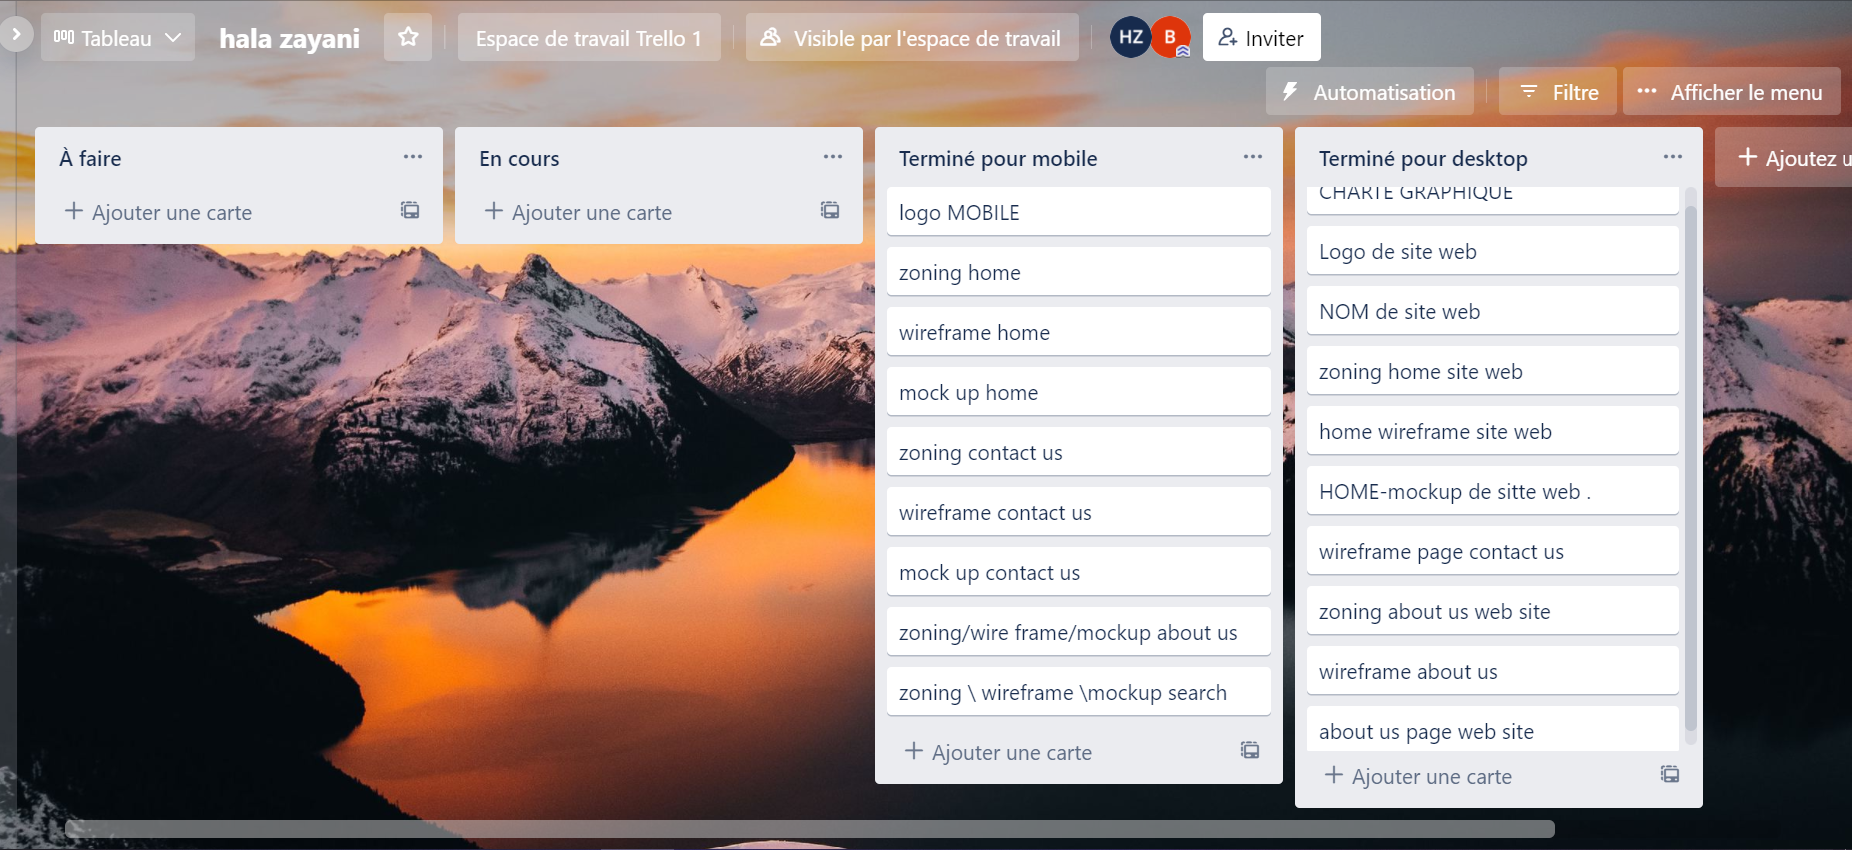 Tableau
hala zayani
Espace de travail Trello 1
Visible par l'espace de travail
HZ
B
Inviter
Automatisation
Filtre
Afficher le menu
À faire
Ajouter une carte
En cours
Ajouter une carte
Terminé pour mobile
logo MOBILE
zoning home
wireframe home
mock up home
zoning contact us
wireframe contact us
mock up contact us
zoning/wire frame/mockup about us
zoning \ wireframe \mockup search
Ajouter une carte
Terminé pour desktop
CHARTE GRAPHIQUE
Logo de site web
NOM de site web
zoning home site web
home wireframe site web
HOME-mockup de sitte web .
wireframe page contact us
zoning about us web site
wireframe about us
about us page web site
Ajouter une carte
Ajoutez u